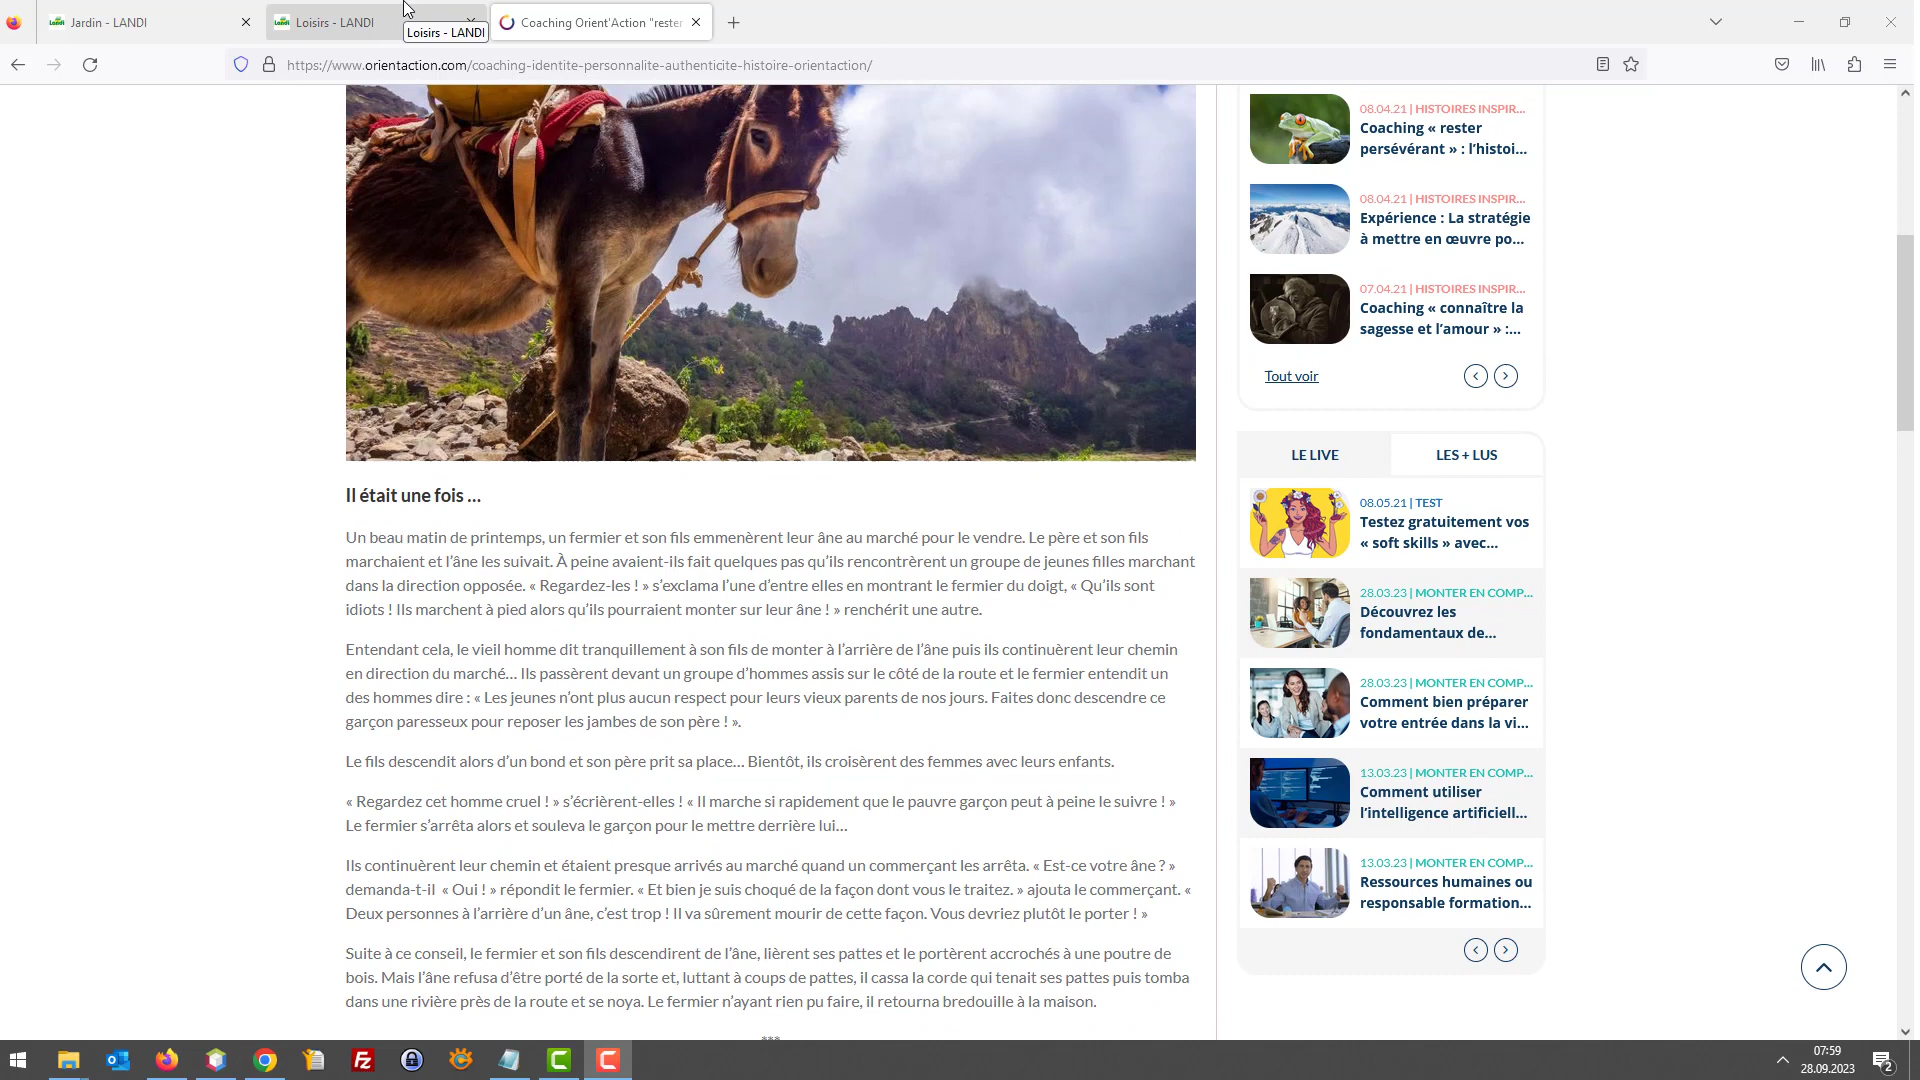 Jardin - LANDI
Loisirs - LANDI
Coaching Orient'Action "rester
Loisirs - LANDI
https://www.orientaction.com/coaching-identite-personnalite-authenticite-histoire-orientaction/
Il était une fois …
Un beau matin de printemps, un fermier et son fils emmenèrent leur âne au marché pour le vendre. Le père et son fils
marchaient et l’âne les suivait. À peine avaient-ils fait quelques pas qu’ils rencontrèrent un groupe de jeunes filles marchant
dans la direction opposée. « Regardez-les ! » s’exclama l’une d’entre elles en montrant le fermier du doigt, « Qu’ils sont
idiots ! Ils marchent à pied alors qu’ils pourraient monter sur leur âne ! » renchérit une autre.
Entendant cela, le vieil homme dit tranquillement à son fils de monter à l’arrière de l’âne puis ils continuèrent leur chemin
en direction du marché… Ils passèrent devant un groupe d’hommes assis sur le côté de la route et le fermier entendit un
des hommes dire : « Les jeunes n’ont plus aucun respect pour leurs vieux parents de nos jours. Faites donc descendre ce
garçon paresseux pour reposer les jambes de son père ! ».
Le fils descendit alors d’un bond et son père prit sa place… Bientôt, ils croisèrent des femmes avec leurs enfants.
« Regardez cet homme cruel ! » s’écrièrent-elles ! « Il marche si rapidement que le pauvre garçon peut à peine le suivre ! »
Le fermier s’arrêta alors et souleva le garçon pour le mettre derrière lui…
Ils continuèrent leur chemin et étaient presque arrivés au marché quand un commerçant les arrêta. « Est-ce votre âne ? »
demanda-t-il « Oui ! » répondit le fermier. « Et bien je suis choqué de la façon dont vous le traitez. » ajouta le commerçant. «
Deux personnes à l’arrière d’un âne, c’est trop ! Il va sûrement mourir de cette façon. Vous devriez plutôt le porter ! »
Suite à ce conseil, le fermier et son fils descendirent de l’âne, lièrent ses pattes et le portèrent accrochés à une poutre de
bois. Mais l’âne refusa d’être porté de la sorte et, luttant à coups de pattes, il cassa la corde qui tenait ses pattes puis tomba
dans une rivière près de la route et se noya. Le fermier n’ayant rien pu faire, il retourna bredouille à la maison.
***
08.04.21 | HISTOIRES INSPIR...
Coaching « rester
persévérant » : l’histoi...
08.04.21 | HISTOIRES INSPIR...
Expérience : La stratégie
à mettre en œuvre po...
07.04.21 | HISTOIRES INSPIR...
Coaching « connaître la
sagesse et l’amour » :...
Tout voir
LE LIVE
LES + LUS
08.05.21 | TEST
Testez gratuitement vos
« soft skills » avec...
28.03.23 | MONTER EN COMP...
Découvrez les
fondamentaux de...
28.03.23 | MONTER EN COMP...
Comment bien préparer
votre entrée dans la vi...
13.03.23 | MONTER EN COMP...
Comment utiliser
l’intelligence artificiell...
13.03.23 | MONTER EN COMP...
Ressources humaines ou
responsable formation...
07:59
28.09.2023
2